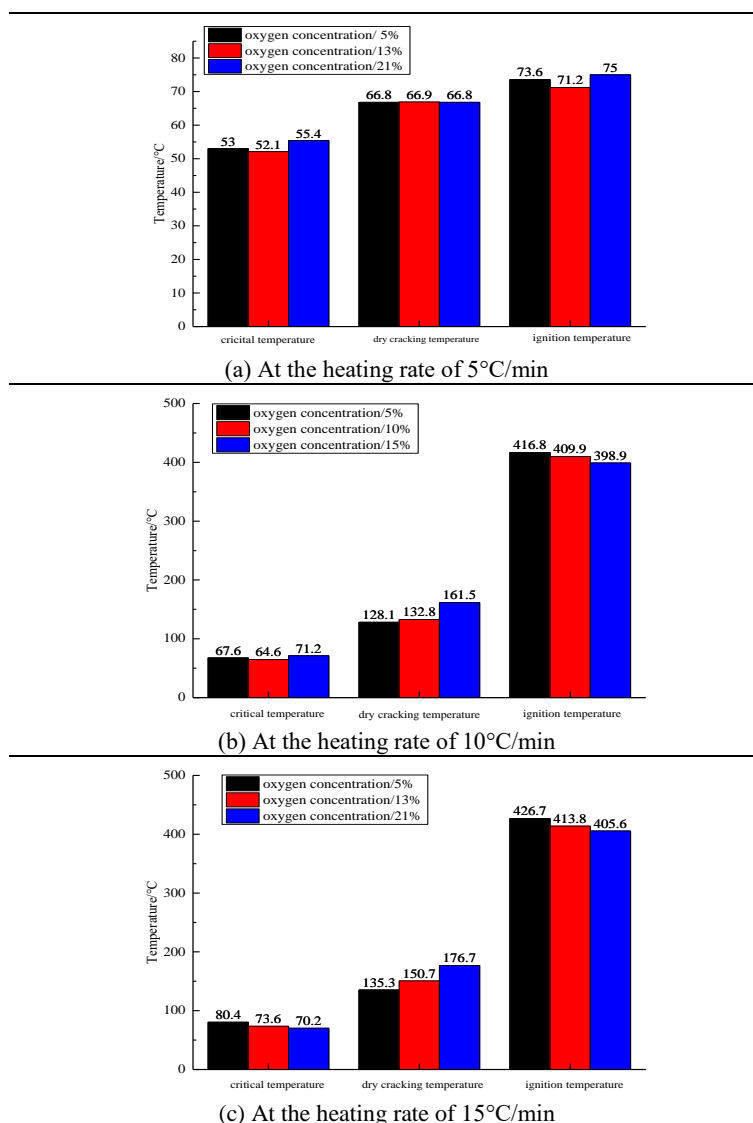 oxygen concentration/ 5%
oxygen concentration/13%
oxygen concentration/21%
Temperature/°C
80
70
60
50
40
30
20
10
0
53
52.1
55.4
66.8
66.9
66.8
73.6
71.2
75
cricital temperature
dry cracking temperature
ignition temperature
(a) At the heating rate of 5°C/min
oxygen concentration/5%
oxygen concentration/10%
oxygen concentration/15%
Temperature/°C
500
400
300
200
100
0
67.6
64.6
71.2
128.1
132.8
161.5
416.8
409.9
398.9
critical temperature
dry cracking temperature
ignition temperature
(b) At the heating rate of 10°C/min
oxygen concentration/5%
oxygen concentration/13%
oxygen concentration/21%
Temperature/°C
500
400
300
200
100
0
80.4
73.6
70.2
135.3
150.7
176.7
426.7
413.8
405.6
critical temperature
dry cracking temperature
ignition temperature
(c) At the heating rate of 15°C/min